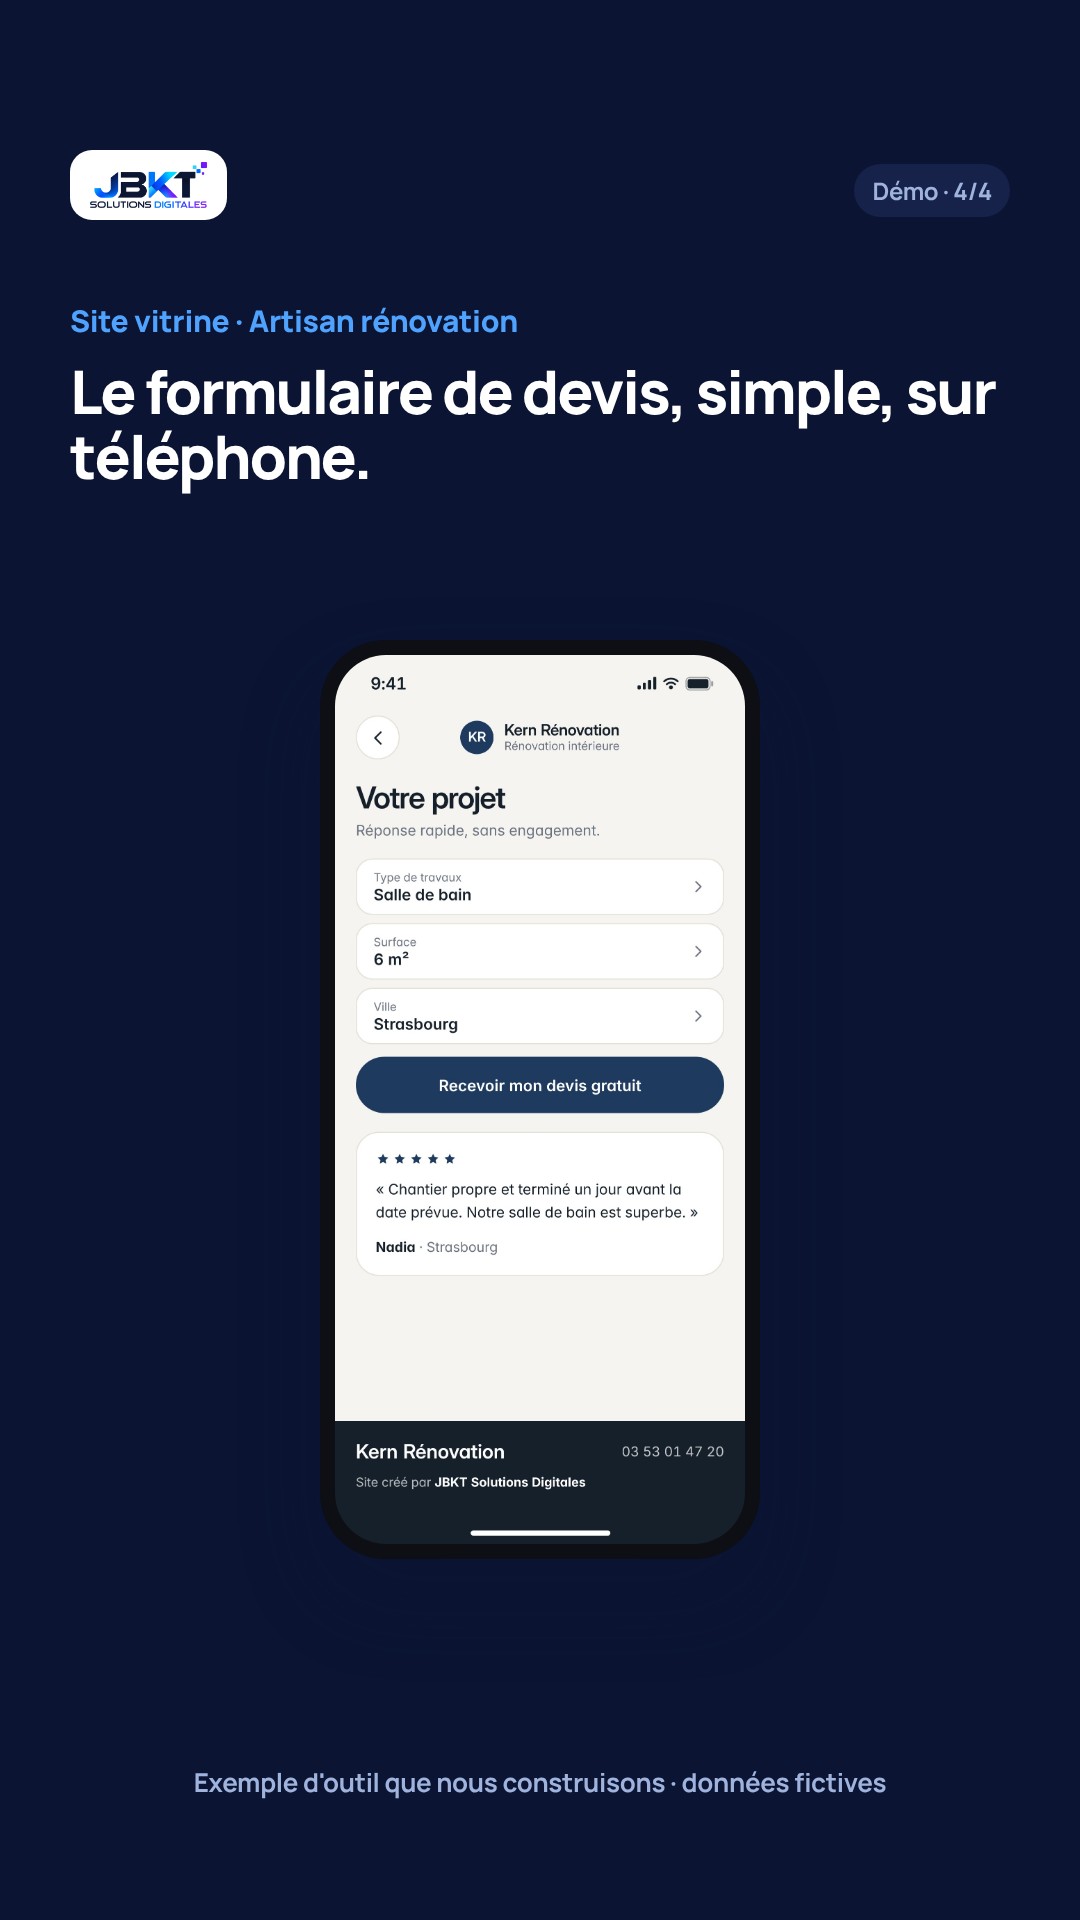 JBKT
SOLUTIONS DIGITALES
Démo · 4/4
Site vitrine · Artisan rénovation
Le formulaire de devis, simple, sur
téléphone.
9:41
KR
Kern Rénovation
Rénovation intérieure
Votre projet
Réponse rapide, sans engagement.
Type de travaux
Salle de bain
Surface
6 m²
Ville
Strasbourg
Recevoir mon devis gratuit
« Chantier propre et terminé un jour avant la
date prévue. Notre salle de bain est superbe. »
Nadia · Strasbourg
Kern Rénovation
03 53 01 47 20
Site créé par JBKT Solutions Digitales
Exemple d'outil que nous construisons · données fictives